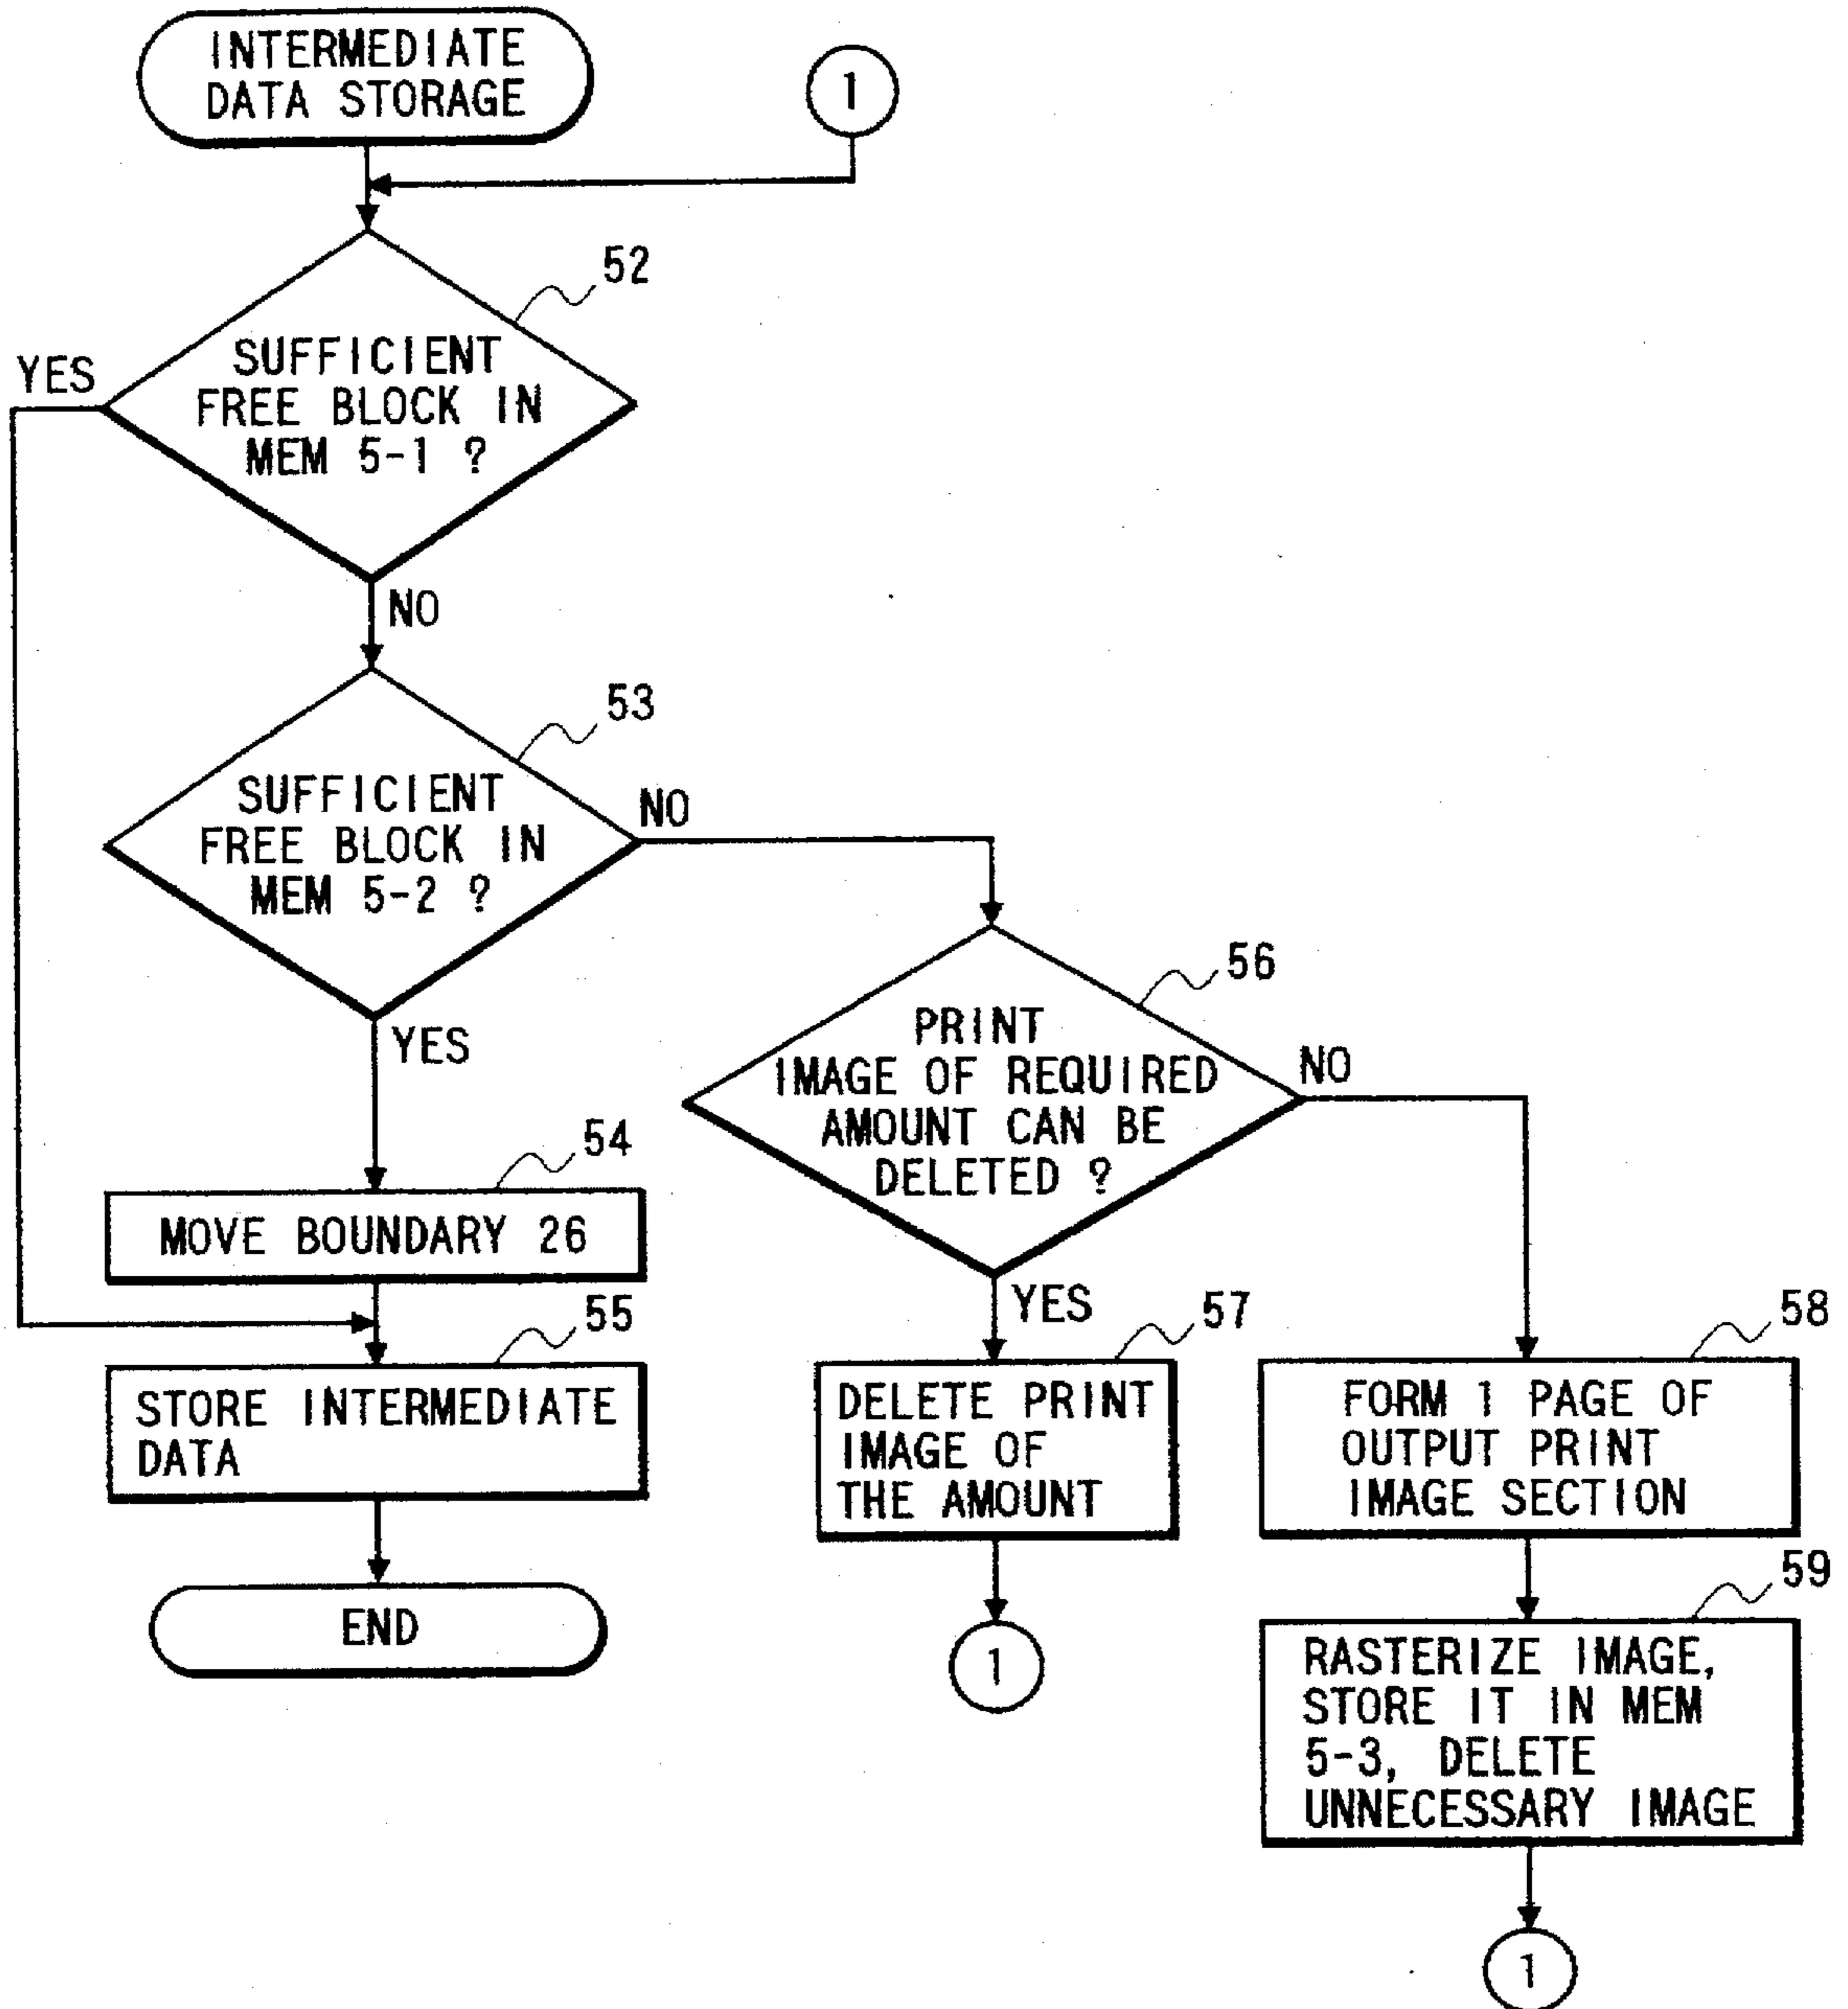 INTERMEDIATE
DATA STORAGE
1
52
SUFFICIENT
FREE BLOCK IN
MEM 5-1 ?
YES
NO
53
SUFFICIENT
FREE BLOCK IN
MEM 5-2 ?
NO
YES
56
PRINT
IMAGE OF REQUIRED
AMOUNT CAN BE
DELETED ?
NO
YES
54
MOVE BOUNDARY 26
55
STORE INTERMEDIATE
DATA
END
57
DELETE PRINT
IMAGE OF
THE AMOUNT
1
58
FORM 1 PAGE OF
OUTPUT PRINT
IMAGE SECTION
59
RASTERIZE IMAGE,
STORE IT IN MEM
5-3, DELETE
UNNECESSARY IMAGE
1